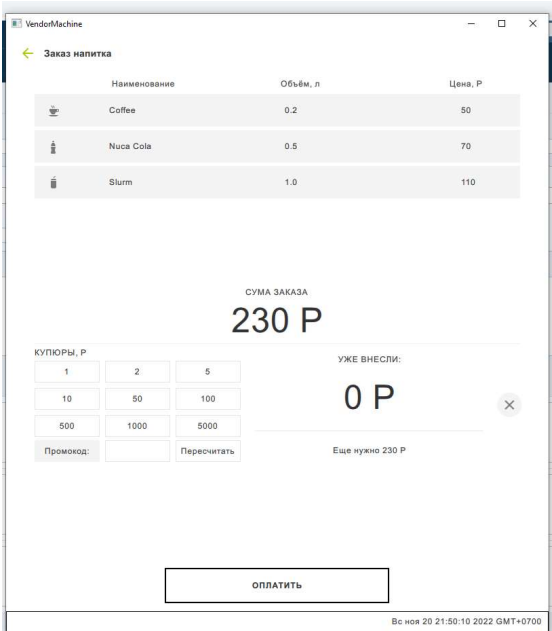 VendorMachine
Заказ напитка
Наименование Объём, л Цена, Р
Coffee 0.2 50
Nuca Cola 0.5 70
Slurm 1.0 110
СУМА ЗАКАЗА
230 Р
КУПЮРЫ, Р
1 2 5
10 50 100
500 1000 5000
Промокод: Пересчитать
УЖЕ ВНЕСЛИ:
0 Р
Еще нужно 230 Р
ОПЛАТИТЬ
Вс ноя 20 21:50:10 2022 GMT+0700